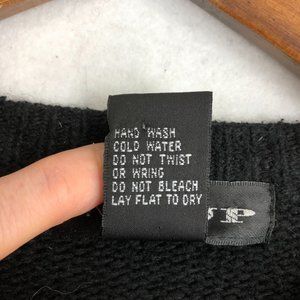 HAND WASH
COLD WATER
DO NOT TWIST
OR WRING
DO NOT BLEACH
LAY FLAT TO DRY